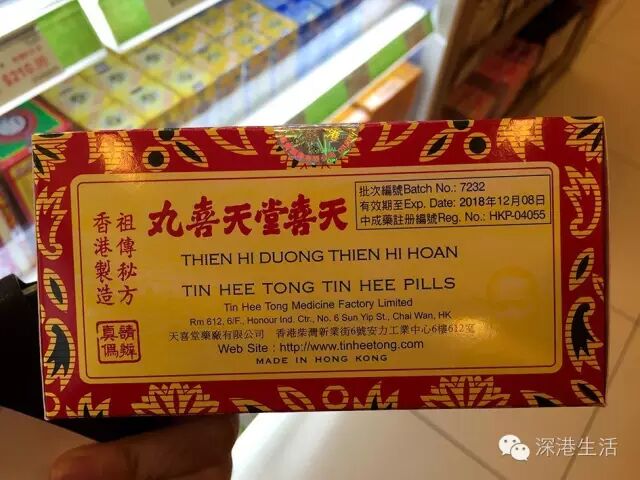 $210.00
港
批次編號Batch No.: 7232
有效期至Exp. Date: 2018年12月08日
中成藥註册編號Reg. No.: HKP-04055
祖傳秘方
香港製造
丸喜天堂喜天
THIEN HI DUONG THIEN HI HOAN
TIN HEE TONG TIN HEE PILLS
Tin Hee Tong Medicine Factory Limited
Rm 612, 6/F., Honour Ind. Ctr., No. 6 Sun Yip St., Chai Wan, HK
天喜堂藥廠有限公司 香港柴灣新業街6號安力工業中心6樓612室
Web Site : http://www.tinheetong.com
MADE IN HONG KONG
請辨
真偽
深港生活